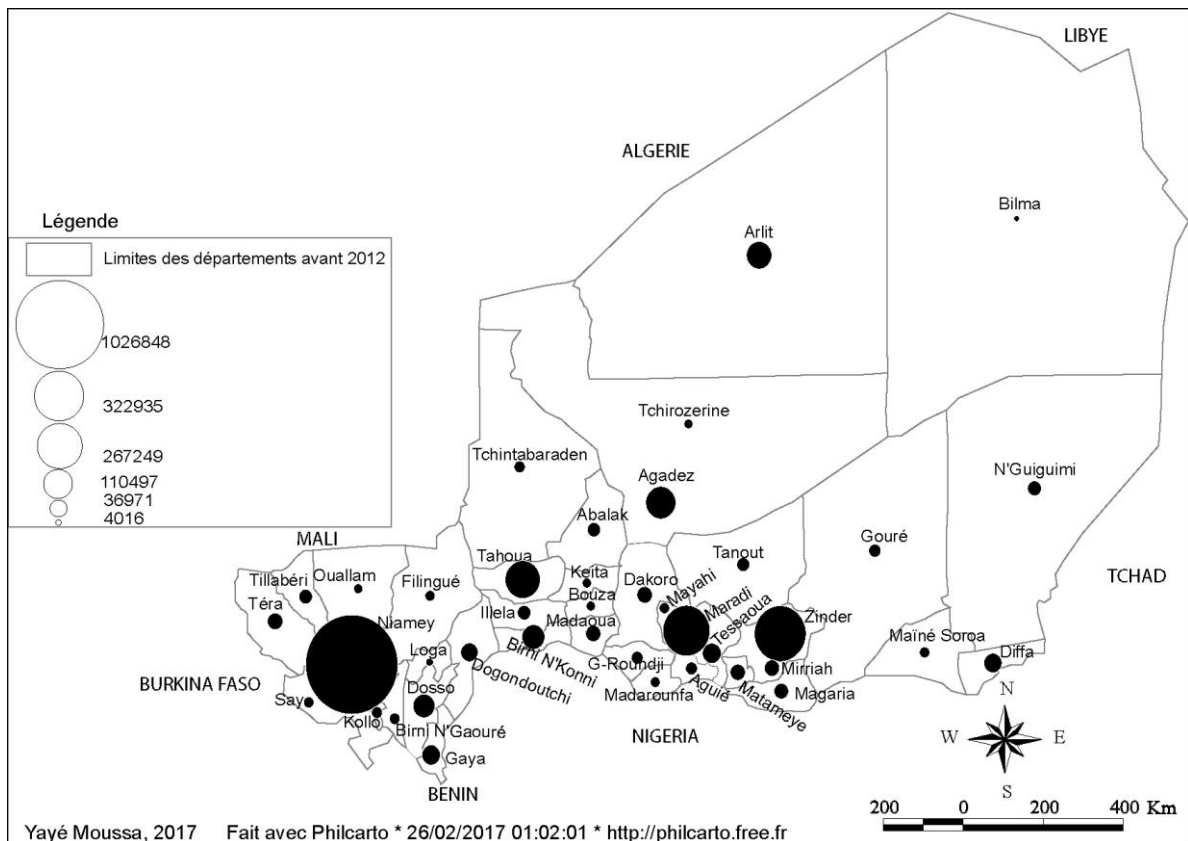 LIBYE
ALGERIE
Bilma
Légende
Arlit
Limites des départements avant 2012
1026848
322935
267249
110497
36971
4016
Tchirozerine
Tchintabaraden
N'Guiguimi
Agadez
Abalak
MALI
Gouré
Tahoua
Tanout
TCHAD
Tillabéri
Ouallam
Filingué
Keita
Dakoro
Mayahi
Téra
Bouza
Maradi
Zinder
Niamey
Illela
Madaoua
Tessaoua
Maïné Soroa
Birni N'Konni
Loga
G-Roundji
Mirriah
Diffa
BURKINA FASO
Dogondoutchi
Madarounfa
Aguié
Matameye
Magaria
Say
Dosso
Kollo
Birni N'Gaouré
NIGERIA
Gaya
BENIN
N
W
E
S
200 0 200 400 Km
Yayé Moussa, 2017 Fait avec Philcarto * 26/02/2017 01:02:01 * http://philcarto.free.fr